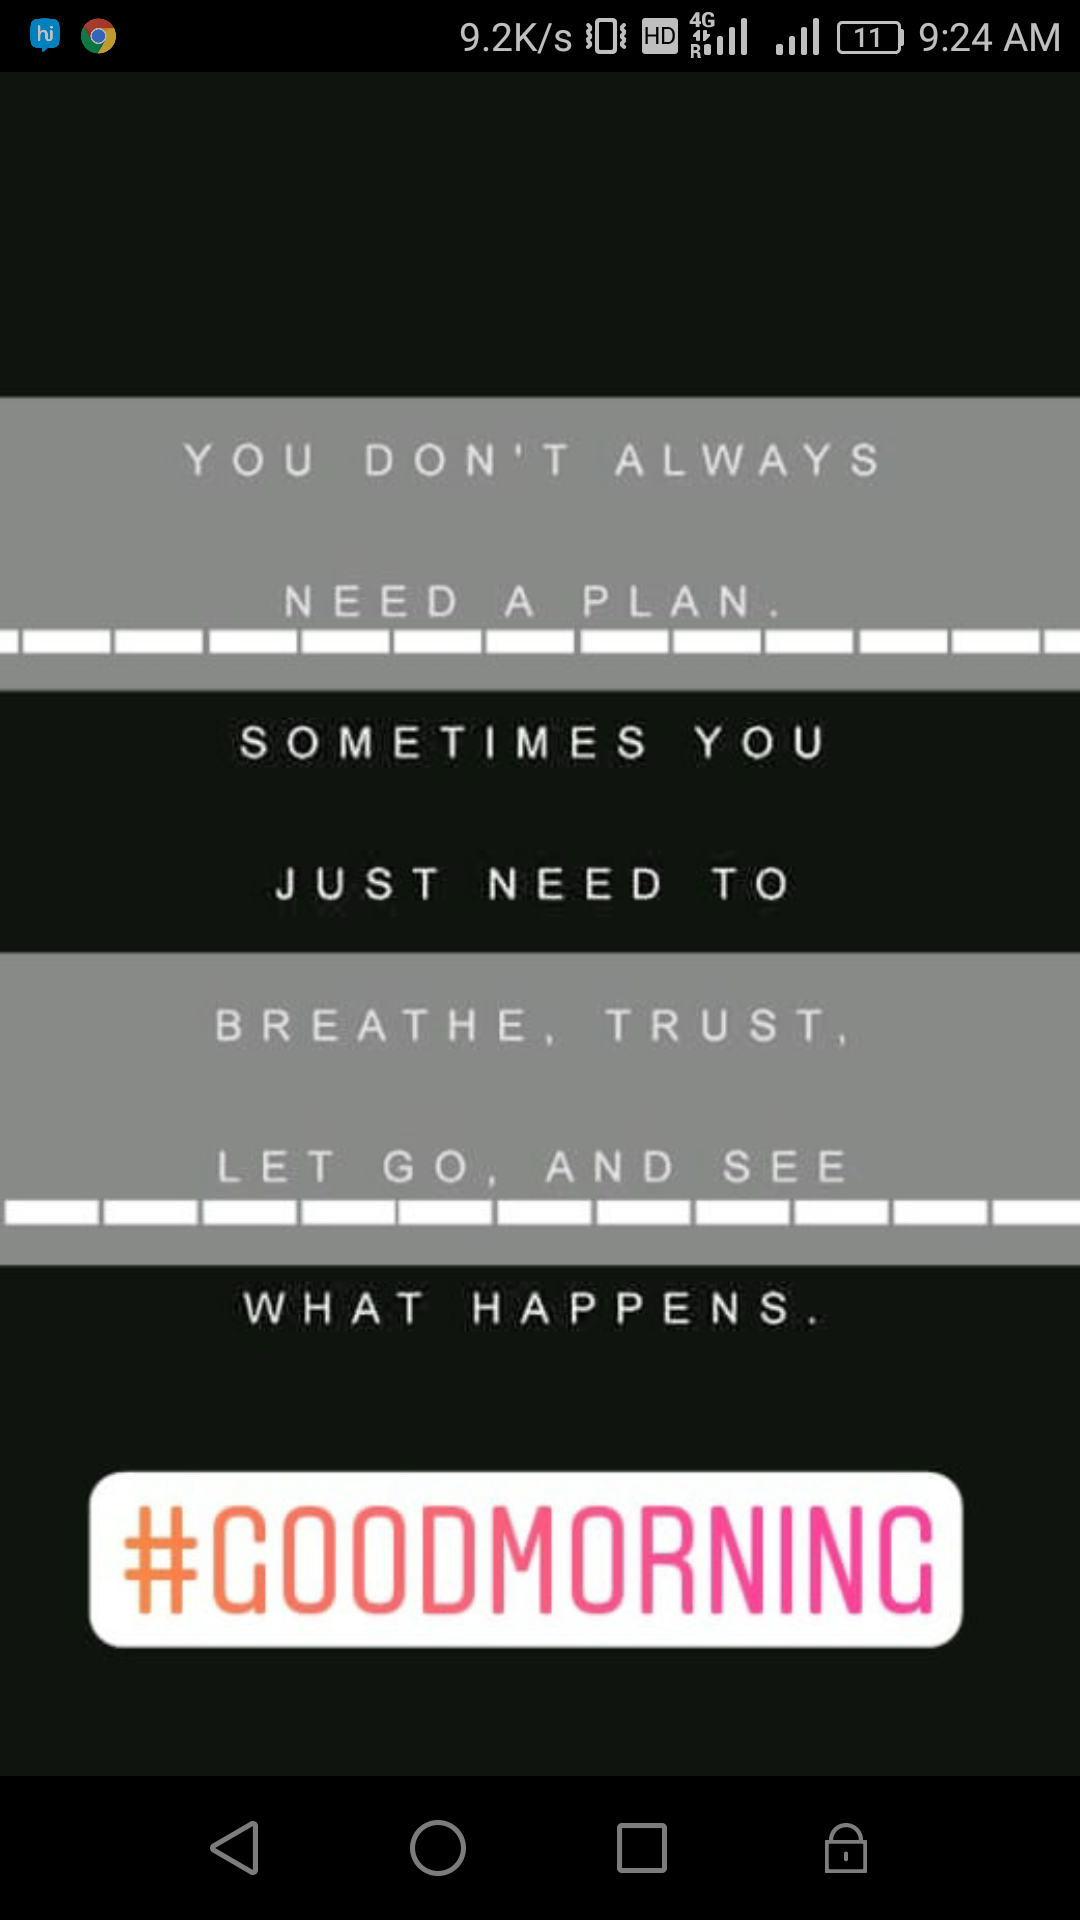 hi 9.2K/s HD 4G R 11 9:24 AM
YOU DON'T ALWAYS
NEED A PLAN.
SOMETIMES YOU
JUST NEED TO
BREATHE, TRUST,
LET GO, AND SEE
WHAT HAPPENS.
#GOODMORNING